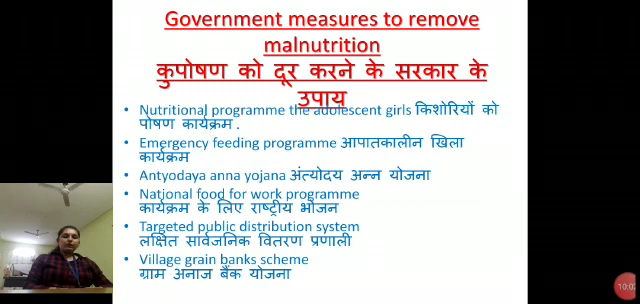 Government measures to remove
malnutrition
कुपोषण को दूर करने के सरकार के
उपाय
• Nutritional programme the adolescent girls किशोरियों को
पोषण कार्यक्रम .
• Emergency feeding programme आपातकालीन खिला
कार्यक्रम
• Antyodaya anna yojana अंत्योदय अन्न योजना
• National food for work programme
कार्यक्रम के लिए राष्ट्रीय भोजन
• Targeted public distribution system
लक्षित सार्वजनिक वितरण प्रणाली
• Village grain banks scheme
ग्राम अनाज बैंक योजना